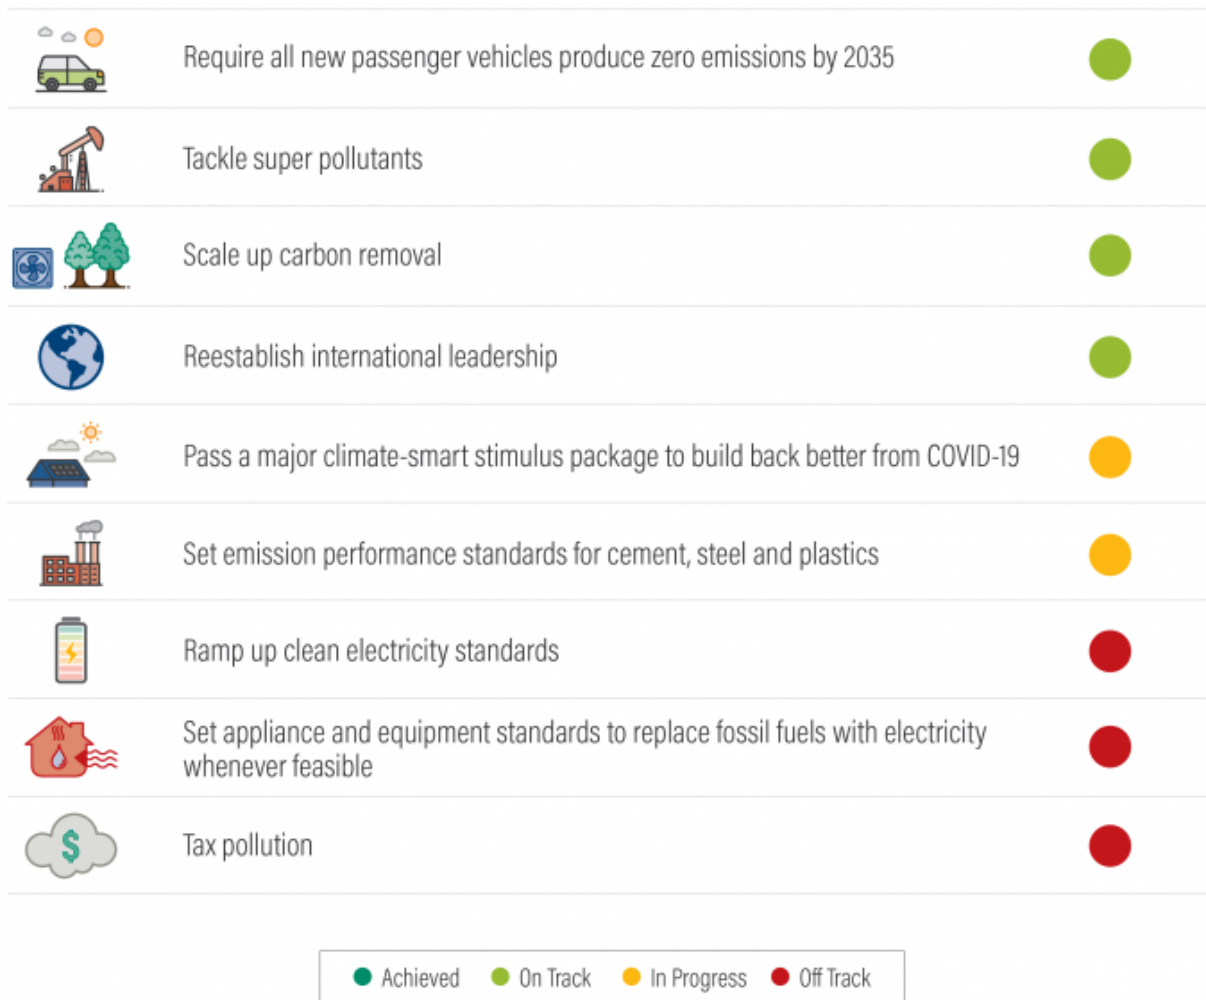 Require all new passenger vehicles produce zero emissions by 2035
Tackle super pollutants
Scale up carbon removal
Reestablish international leadership
Pass a major climate-smart stimulus package to build back better from COVID-19
Set emission performance standards for cement, steel and plastics
Ramp up clean electricity standards
Set appliance and equipment standards to replace fossil fuels with electricity
whenever feasible
$
Tax pollution
Achieved On Track In Progress Off Track